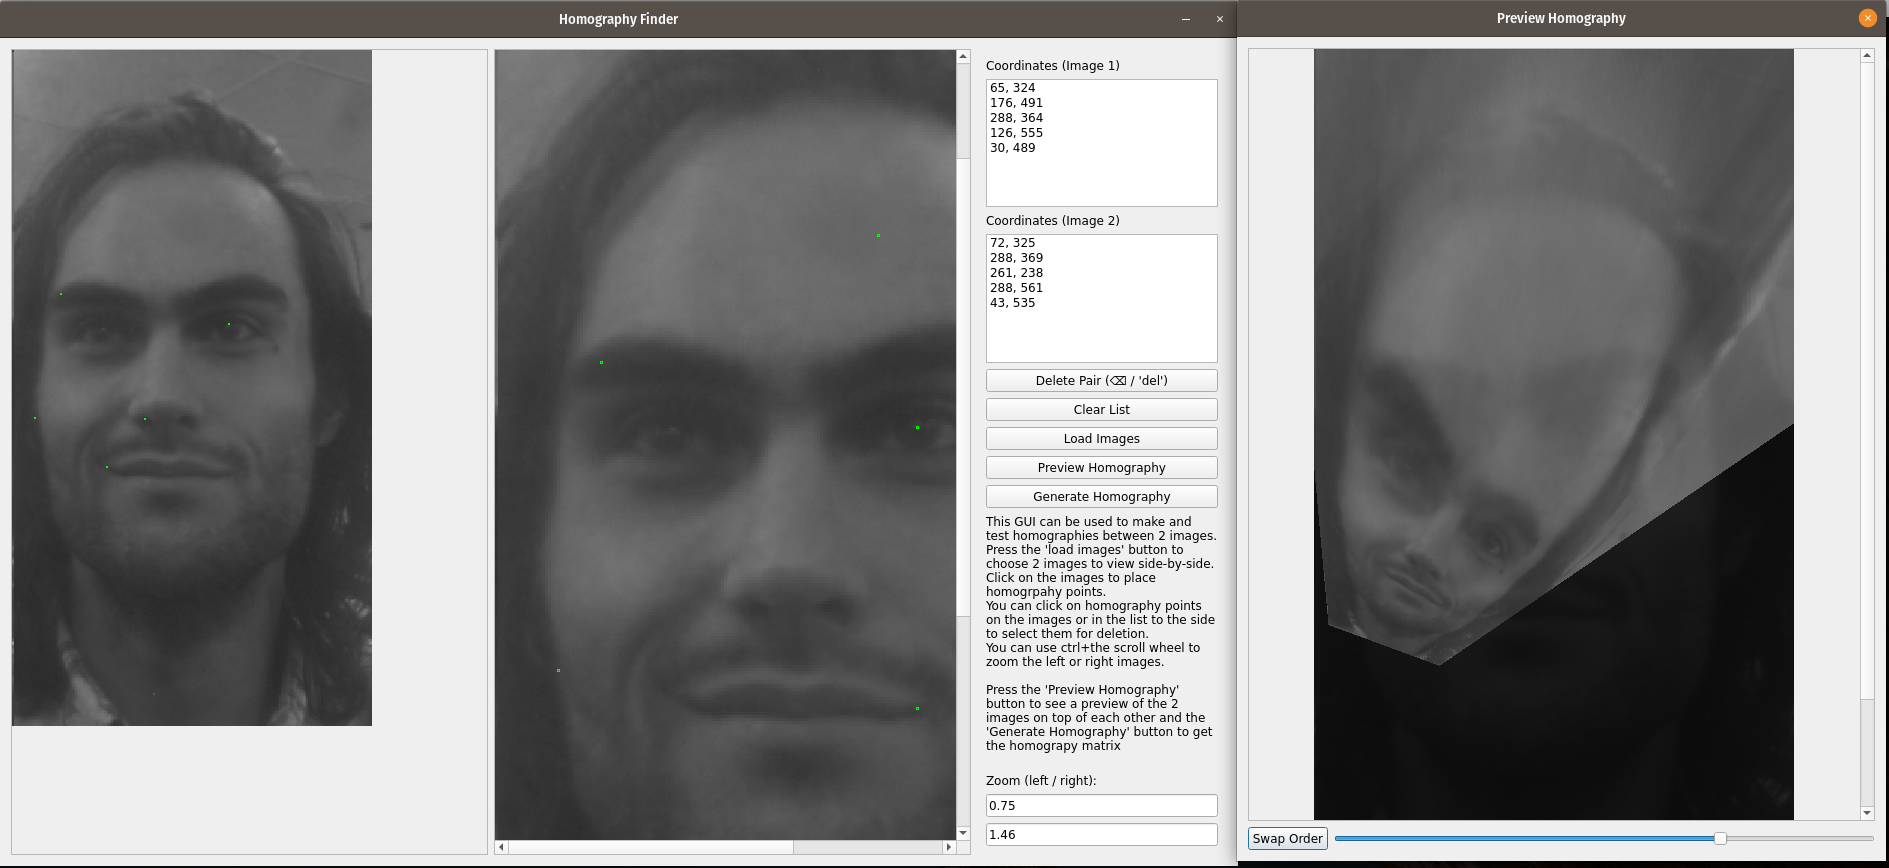 Homography Finder
Preview Homography
Coordinates (Image 1)
65, 324
176, 491
288, 364
126, 555
30, 489
Coordinates (Image 2)
72, 325
288, 369
261, 238
288, 561
43, 535
Delete Pair (⌫ / 'del')
Clear List
Load Images
Preview Homography
Generate Homography
This GUI can be used to make and
test homographies between 2 images.
Press the 'load images' button to
choose 2 images to view side-by-side.
Click on the images to place
homogrpahy points.
You can click on homography points
on the images or in the list to the side
to select them for deletion.
You can use ctrl+the scroll wheel to
zoom the left or right images.
Press the 'Preview Homography'
button to see a preview of the 2
images on top of each other and the
'Generate Homography' button to get
the homograpy matrix
Zoom (left / right):
0.75
1.46
Swap Order